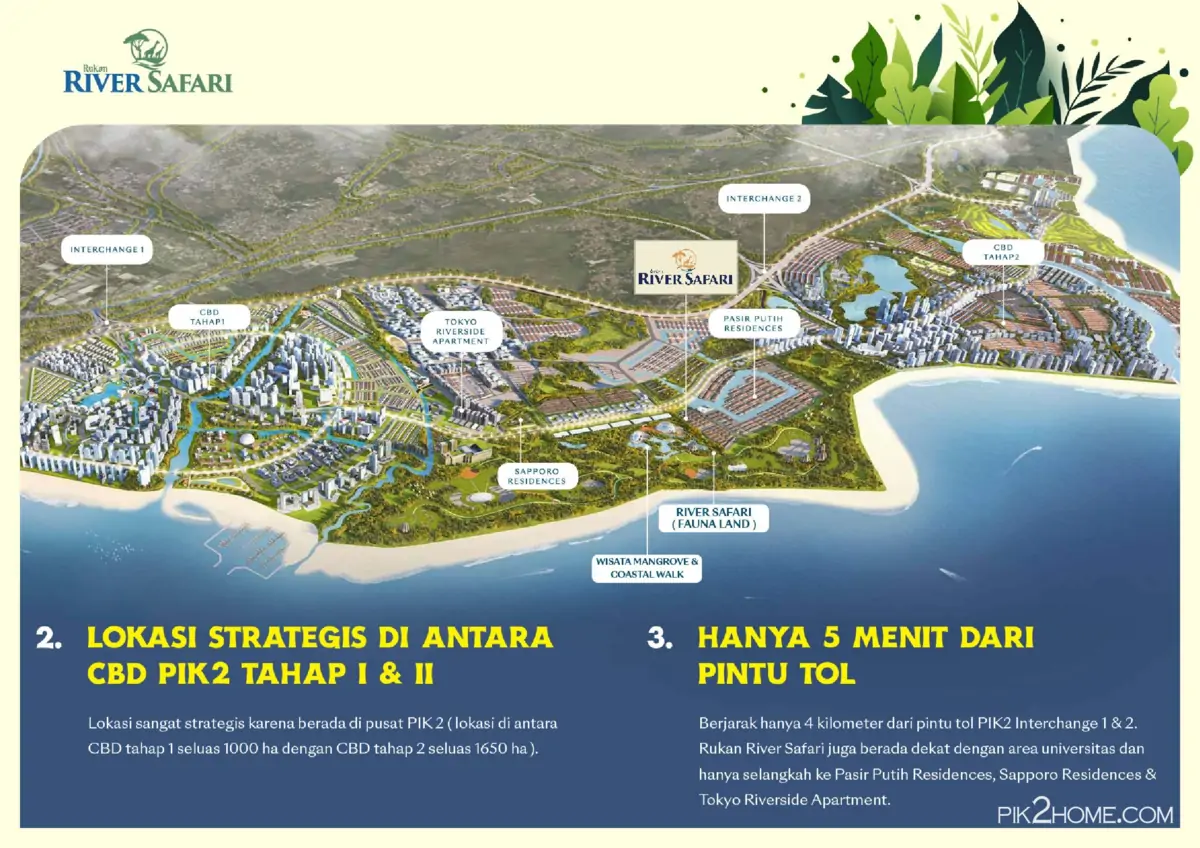 Rukan
RIVER SAFARI
INTERCHANGE 1
CBD
TAHAP1
TOKYO
RIVERSIDE
APARTMENT
SAPPORO
RESIDENCES
Rukan
RIVER SAFARI
INTERCHANGE 2
PASIR PUTIH
RESIDENCES
CBD
TAHAP2
RIVER SAFARI
( FAUNA LAND )
WISATA MANGROVE &
COASTAL WALK
2. LOKASI STRATEGIS DI ANTARA
CBD PIK2 TAHAP I & II
Lokasi sangat strategis karena berada di pusat PIK 2 ( lokasi di antara
CBD tahap 1 seluas 1000 ha dengan CBD tahap 2 seluas 1650 ha ).
3. HANYA 5 MENIT DARI
PINTU TOL
Berjarak hanya 4 kilometer dari pintu tol PIK2 Interchange 1 & 2.
Rukan River Safari juga berada dekat dengan area universitas dan
hanya selangkah ke Pasir Putih Residences, Sapporo Residences &
Tokyo Riverside Apartment.
PIK2HOME.COM